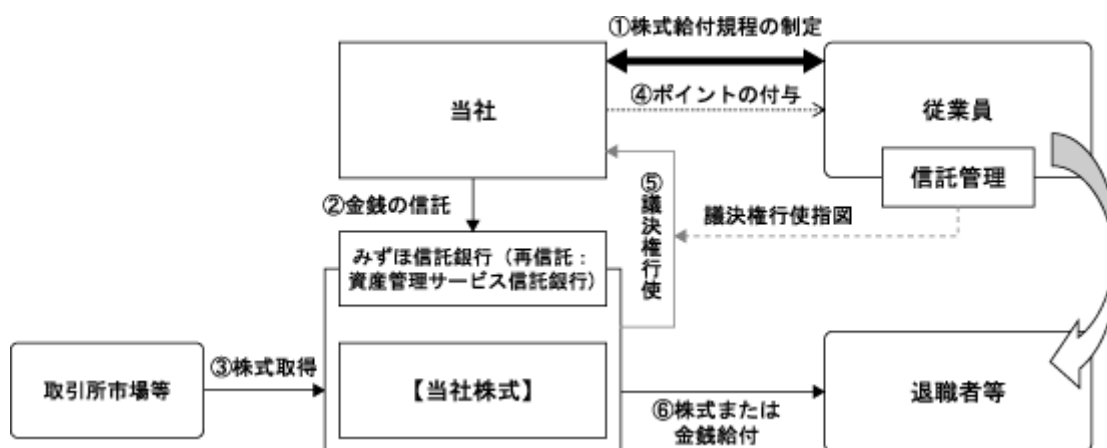 ①株式給付規程の制定
当社
④ポイントの付与
従業員
信託管理
②金銭の信託
⑤議決権行使
議決権行使指図
みずほ信託銀行（再信託：
資産管理サービス信託銀行）
③株式取得
取引所市場等
【当社株式】
⑥株式または
金銭給付
退職者等